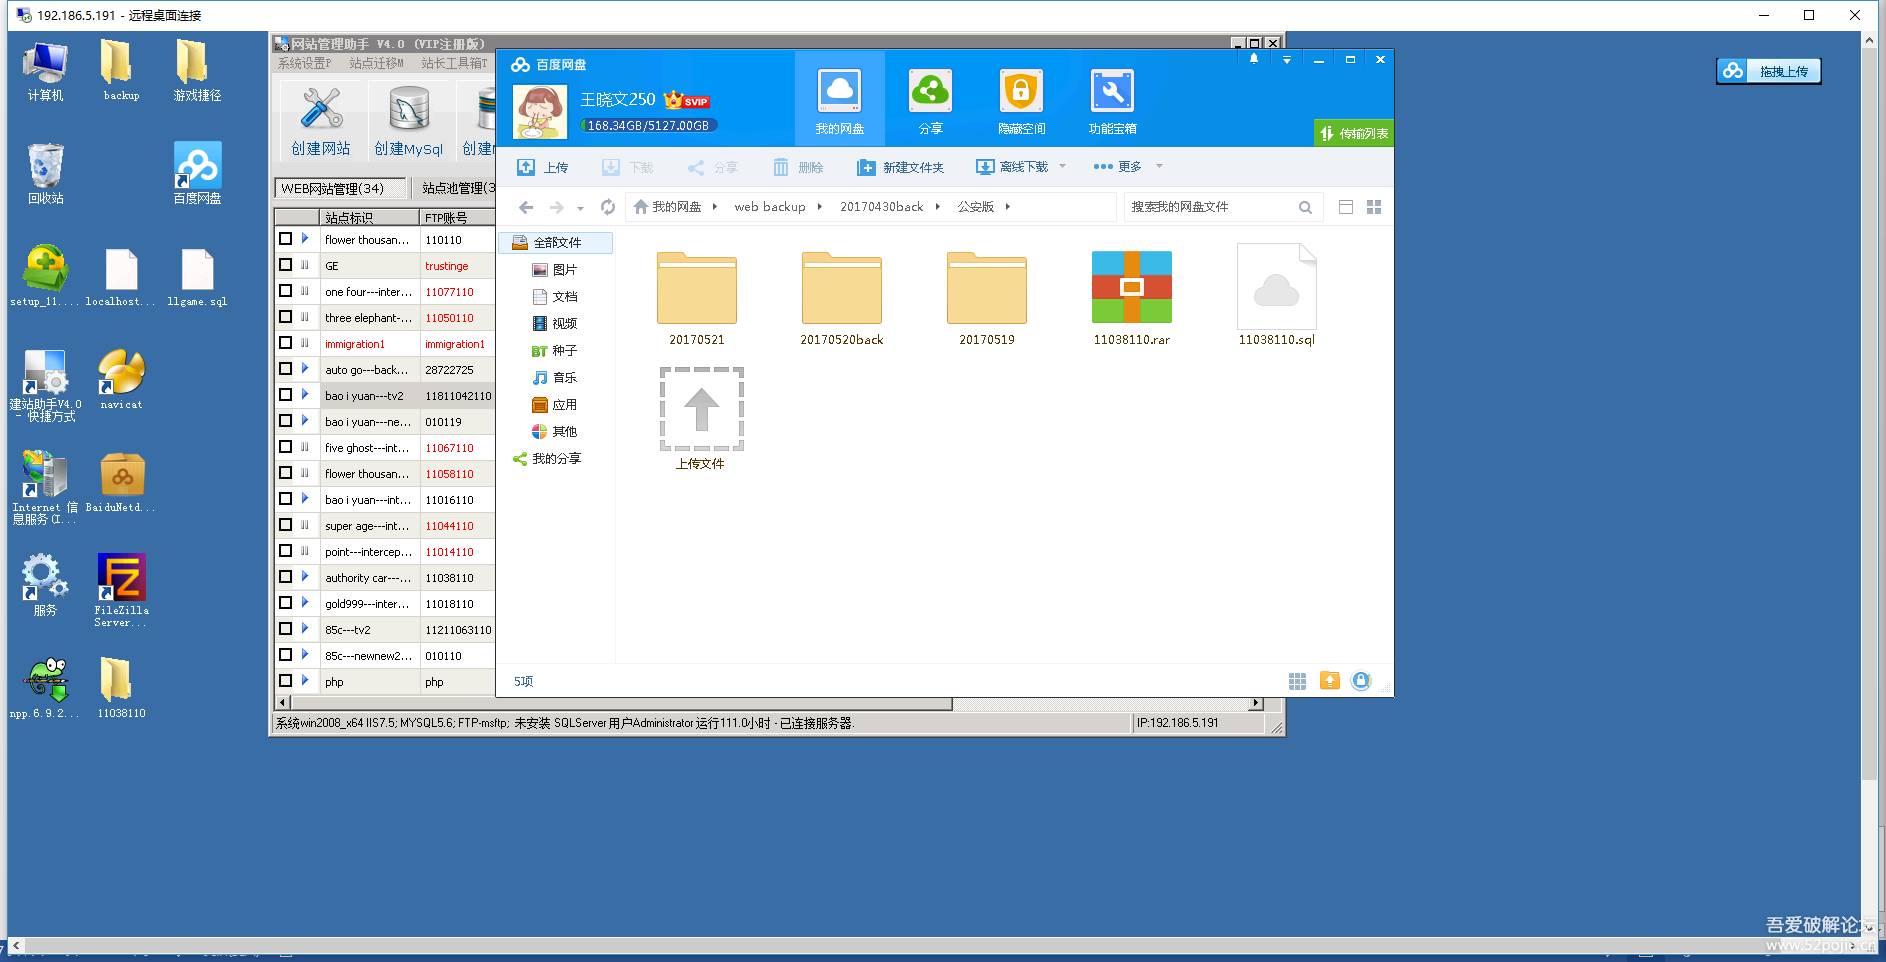 192.186.5.191 - 远程桌面连接
计算机
backup
游戏捷径
回收站
百度网盘
setup_11....
localhost...
llgame.sql
建站助手V4.0
- 快捷方式
navicat
Internet 信
息服务(I...
BaiduNetd...
服务
FileZilla
Server...
npp.6.9.2...
11038110
网站管理助手 V4.0 (VIP注册版)
系统设置P 站点迁移M 站长工具箱T
创建网站
创建MySql
WEB网站管理(34)
站点池管理(3
站点标识 FTP账号
flower thousan... 110110
GE trustinge
one four---inter... 11077110
three elephant-... 11050110
immigration1 immigration1
auto go---back... 28722725
bao i yuan---tv2 11811042110
bao i yuan---ne... 010119
five ghost---int... 11067110
flower thousan... 11058110
bao i yuan---int... 11016110
super age---int... 11044110
point---intercep... 11014110
authority car---... 11038110
gold999---inter... 11018110
85c---tv2 11211063110
85c---newnew2... 010110
php php
系统win2008_x64 IIS7.5; MYSQL5.6; FTP-msftp; 未安装 SQLServer 用户Administrator 运行111.0小时 - 已连接服务器.
IP:192.186.5.191
百度网盘
王晓文250 SVIP
168.34GB/5127.00GB
我的网盘
分享
隐藏空间
功能宝箱
传输列表
上传 下载 分享 删除 新建文件夹 离线下载 更多
我的网盘 web backup 20170430back 公安版
搜索我的网盘文件
全部文件
图片
文档
视频
BT 种子
音乐
应用
其他
我的分享
20170521
20170520back
20170519
11038110.rar
11038110.sql
上传文件
5项
拖拽上传
吾爱破解论坛
www.52pojie.cn